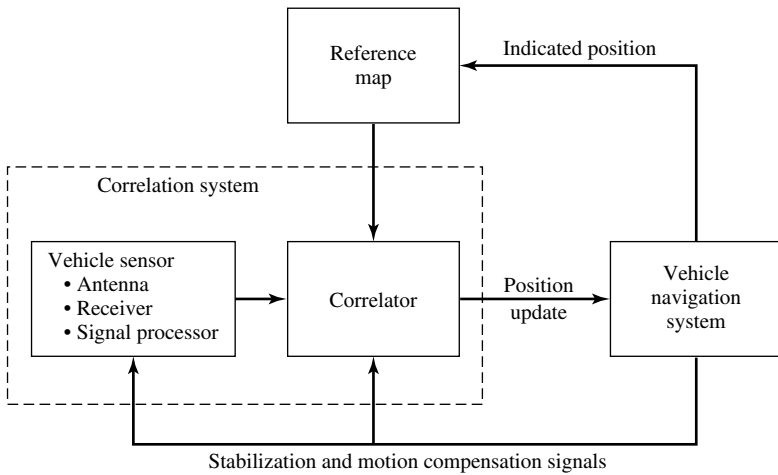 Reference
map
Indicated position
Correlation system
Vehicle sensor
• Antenna
• Receiver
• Signal processor
Correlator
Position
update
Vehicle
navigation
system
Stabilization and motion compensation signals